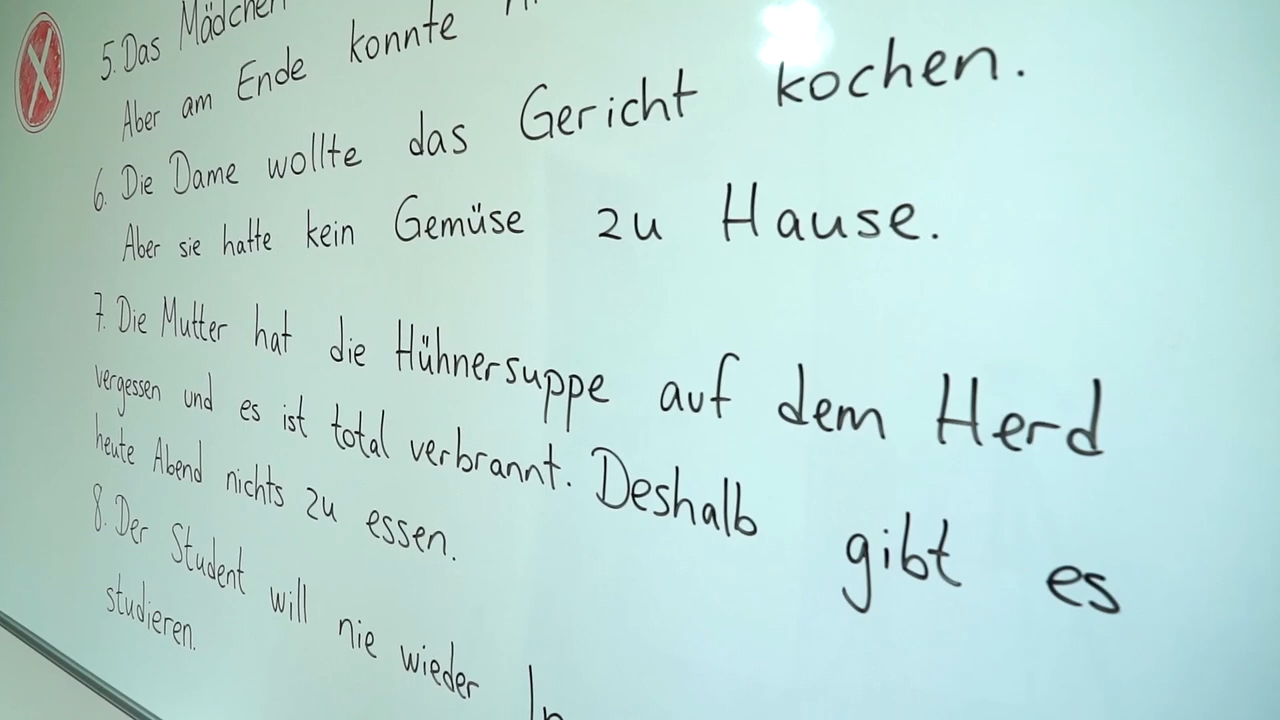 5. Das Mädchen
Aber am Ende konnte
6. Die Dame wollte das Gericht kochen.
Aber sie hatte kein Gemüse zu Hause.
7. Die Mutter hat die Hühnersuppe auf dem Herd
vergessen und es ist total verbrannt. Deshalb gibt es
heute Abend nichts zu essen.
8. Der Student will nie wieder
studieren.